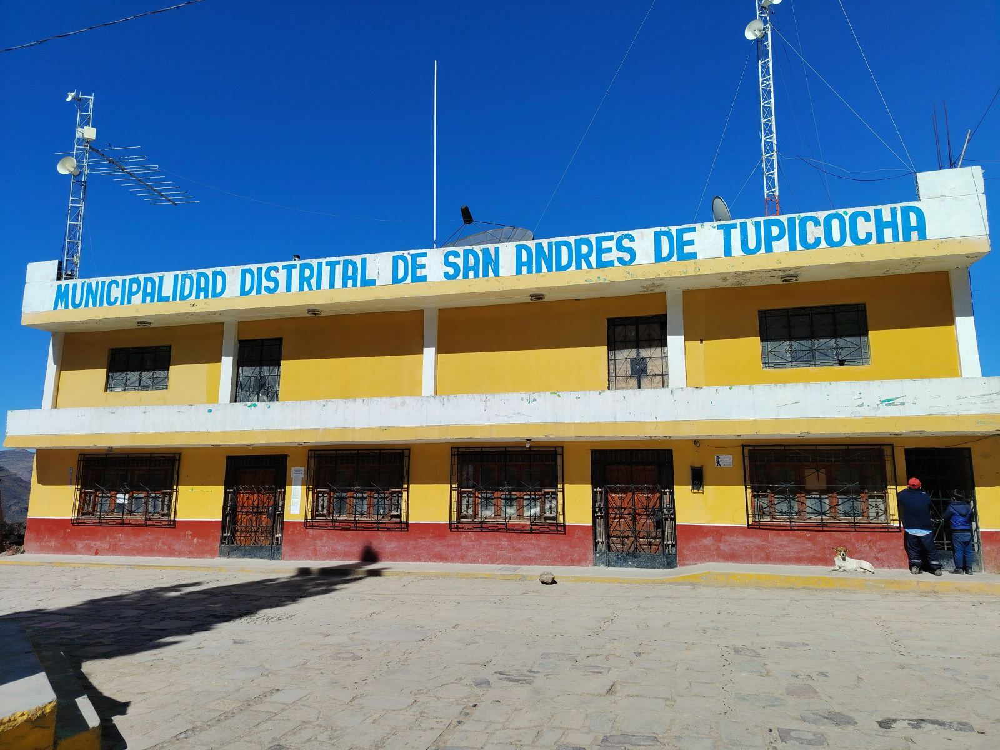 MUNICIPALIDAD DISTRITAL DE SAN ANDRES DE TUPICOCHA